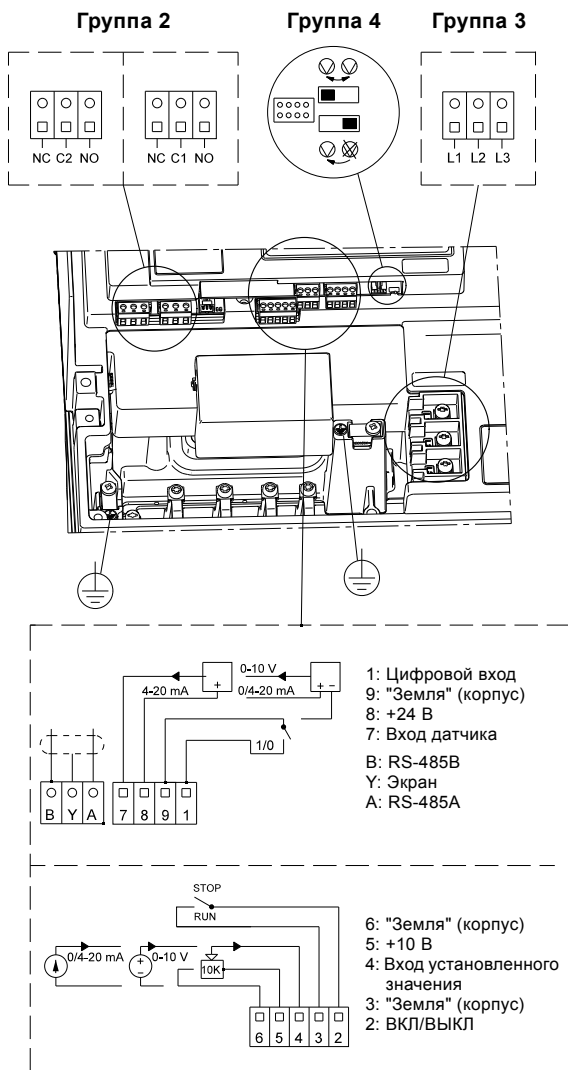 Группа 2 Группа 4 Группа 3
NC C2 NO NC C1 NO L1 L2 L3
0-10 V
4-20 mA 0/4-20 mA
1/0
B Y A 7 8 9 1
1: Цифровой вход
9: "Земля" (корпус)
8: +24 В
7: Вход датчика
B: RS-485B
Y: Экран
A: RS-485A
STOP
RUN
0/4-20 mA 0-10 V
10K
6 5 4 3 2
6: "Земля" (корпус)
5: +10 В
4: Вход установленного
значения
3: "Земля" (корпус)
2: ВКЛ/ВЫКЛ